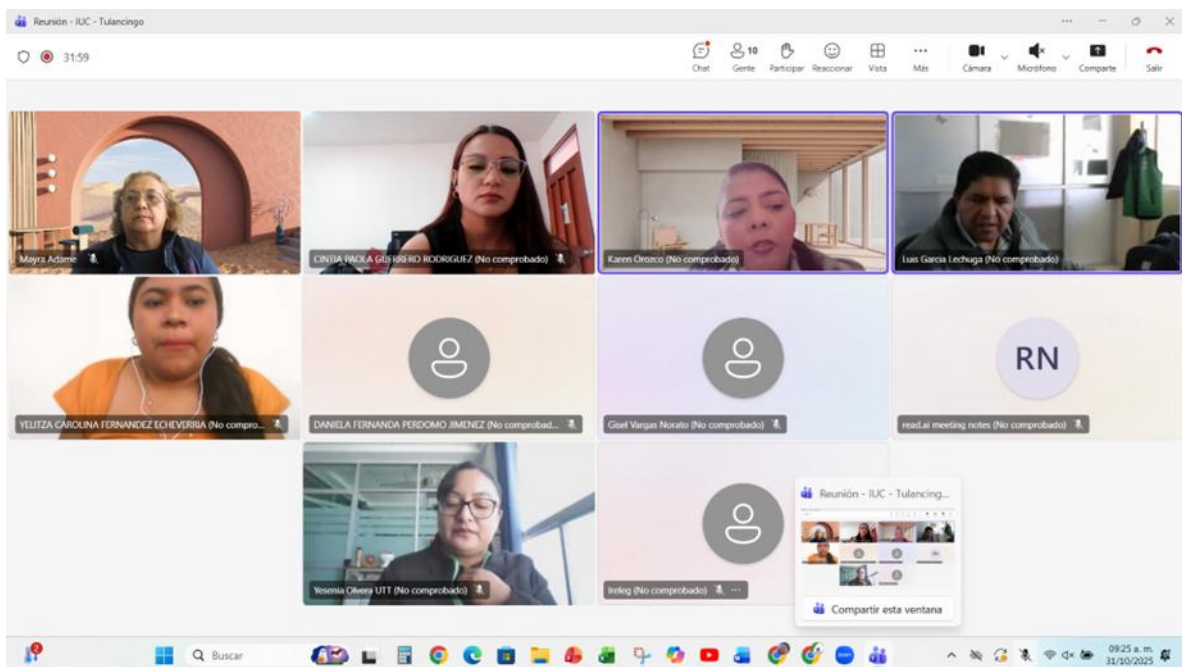 Reunión - IUC - Tulancingo
31:59
Chat
10
Gente
Participar
Reaccionar
Vista
Más
Cámara
Micrófono
Comparte
Salir
Mayra Adame
CINTIA PAOLA GUERRERO RODRIGUEZ (No comprobado)
Karen Orozco (No comprobado)
Luis Garcia Lechuga (No comprobado)
YELITZA CAROLINA FERNANDEZ ECHEVERRIA (No compro...
DANIELA FERNANDA PERDOMO JIMENEZ (No comprobad...
Gisel Vargas Norato (No comprobado)
RN
read.ai meeting notes (No comprobado)
Yesenia Olvera UTT (No comprobado)
Ireleg (No comprobado)
Reunión - IUC - Tulancing...
Compartir esta ventana
Buscar
09:25 a. m.
31/10/2025